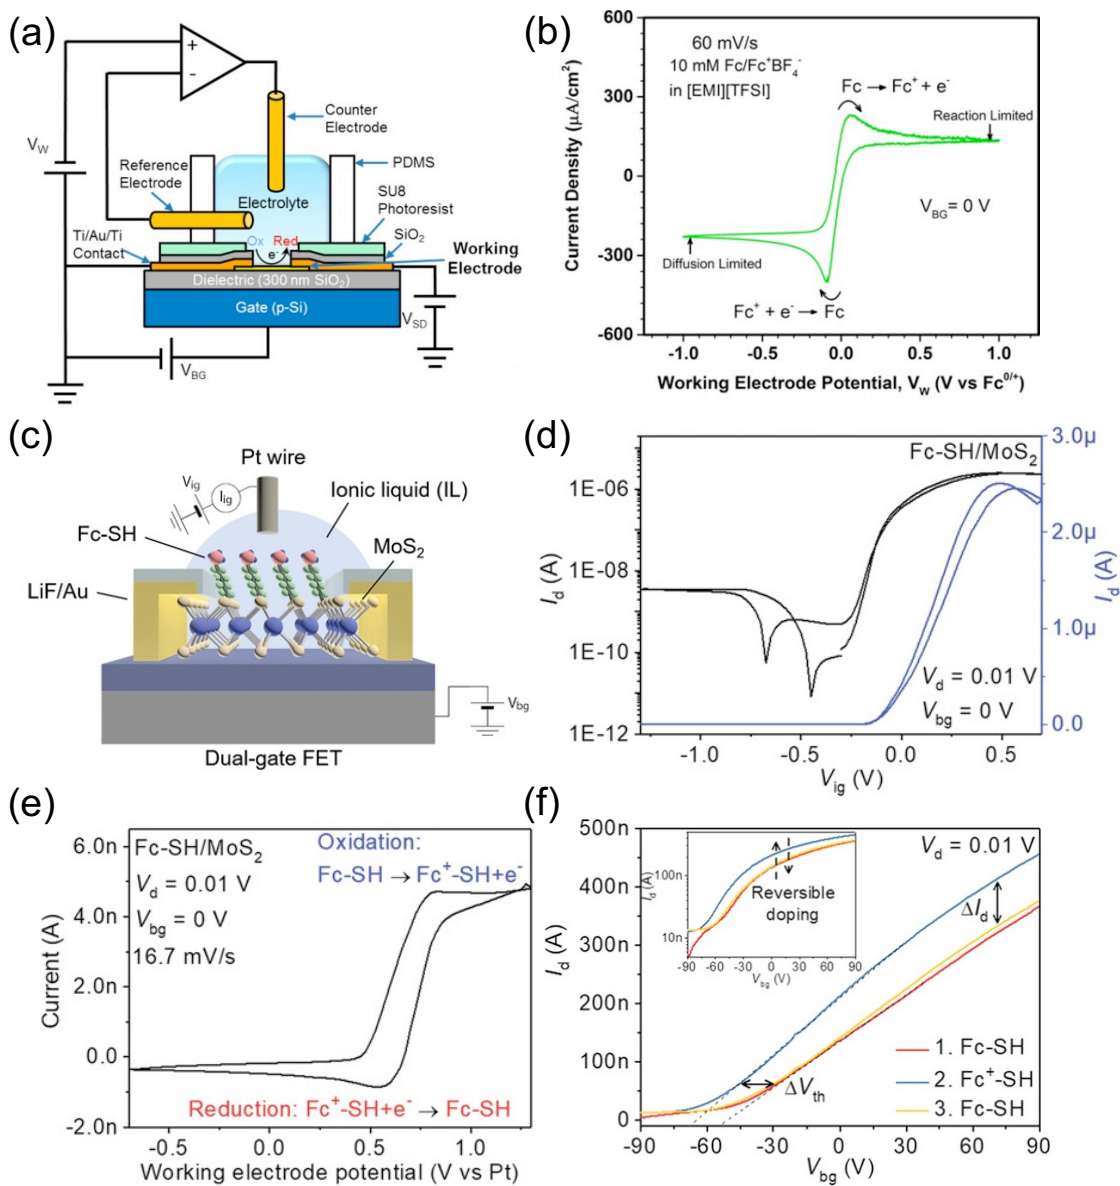 (a)
V_W
+
-
Counter
Electrode
PDMS
Reference
Electrode
Electrolyte
SU8
Photoresist
Ti/Au/Ti
Contact
Ox
Red
e⁻
SiO₂
Working
Electrode
Dielectric (300 nm SiO₂)
Gate (p-Si)
V_SD
V_BG
(b)
Current Density (μA/cm²)
600
300
0
-300
-600
60 mV/s
10 mM Fc/Fc⁺BF₄⁻
in [EMI][TFSI]
Fc → Fc⁺ + e⁻
Reaction Limited
V_BG= 0 V
Diffusion Limited
Fc⁺ + e⁻ → Fc
-1.0
-0.5
0.0
0.5
1.0
Working Electrode Potential, V_W (V vs Fc⁰/⁺)
(c)
Pt wire
V_ig
I_ig
Ionic liquid (IL)
Fc-SH
MoS₂
LiF/Au
V_bg
Dual-gate FET
(d)
I_d (A)
1E-06
1E-08
1E-10
1E-12
Fc-SH/MoS₂
V_d = 0.01 V
V_bg = 0 V
3.0μ
2.0μ
1.0μ
0.0
I_d (A)
-1.0
-0.5
0.0
0.5
V_ig (V)
(e)
Current (A)
6.0n
4.0n
2.0n
0.0
-2.0n
Fc-SH/MoS₂
V_d = 0.01 V
V_bg = 0 V
16.7 mV/s
Oxidation:
Fc-SH → Fc⁺-SH+e⁻
Reduction: Fc⁺-SH+e⁻ → Fc-SH
-0.5
0.0
0.5
1.0
Working electrode potential (V vs Pt)
(f)
I_d (A)
500n
400n
300n
200n
100n
0
V_d = 0.01 V
I_d (A)
100n
10n
Reversible
doping
-90
-60
-30
0
30
60
90
V_bg (V)
ΔI_d
ΔV_th
1. Fc-SH
2. Fc⁺-SH
3. Fc-SH
-90
-60
-30
0
30
60
90
V_bg (V)